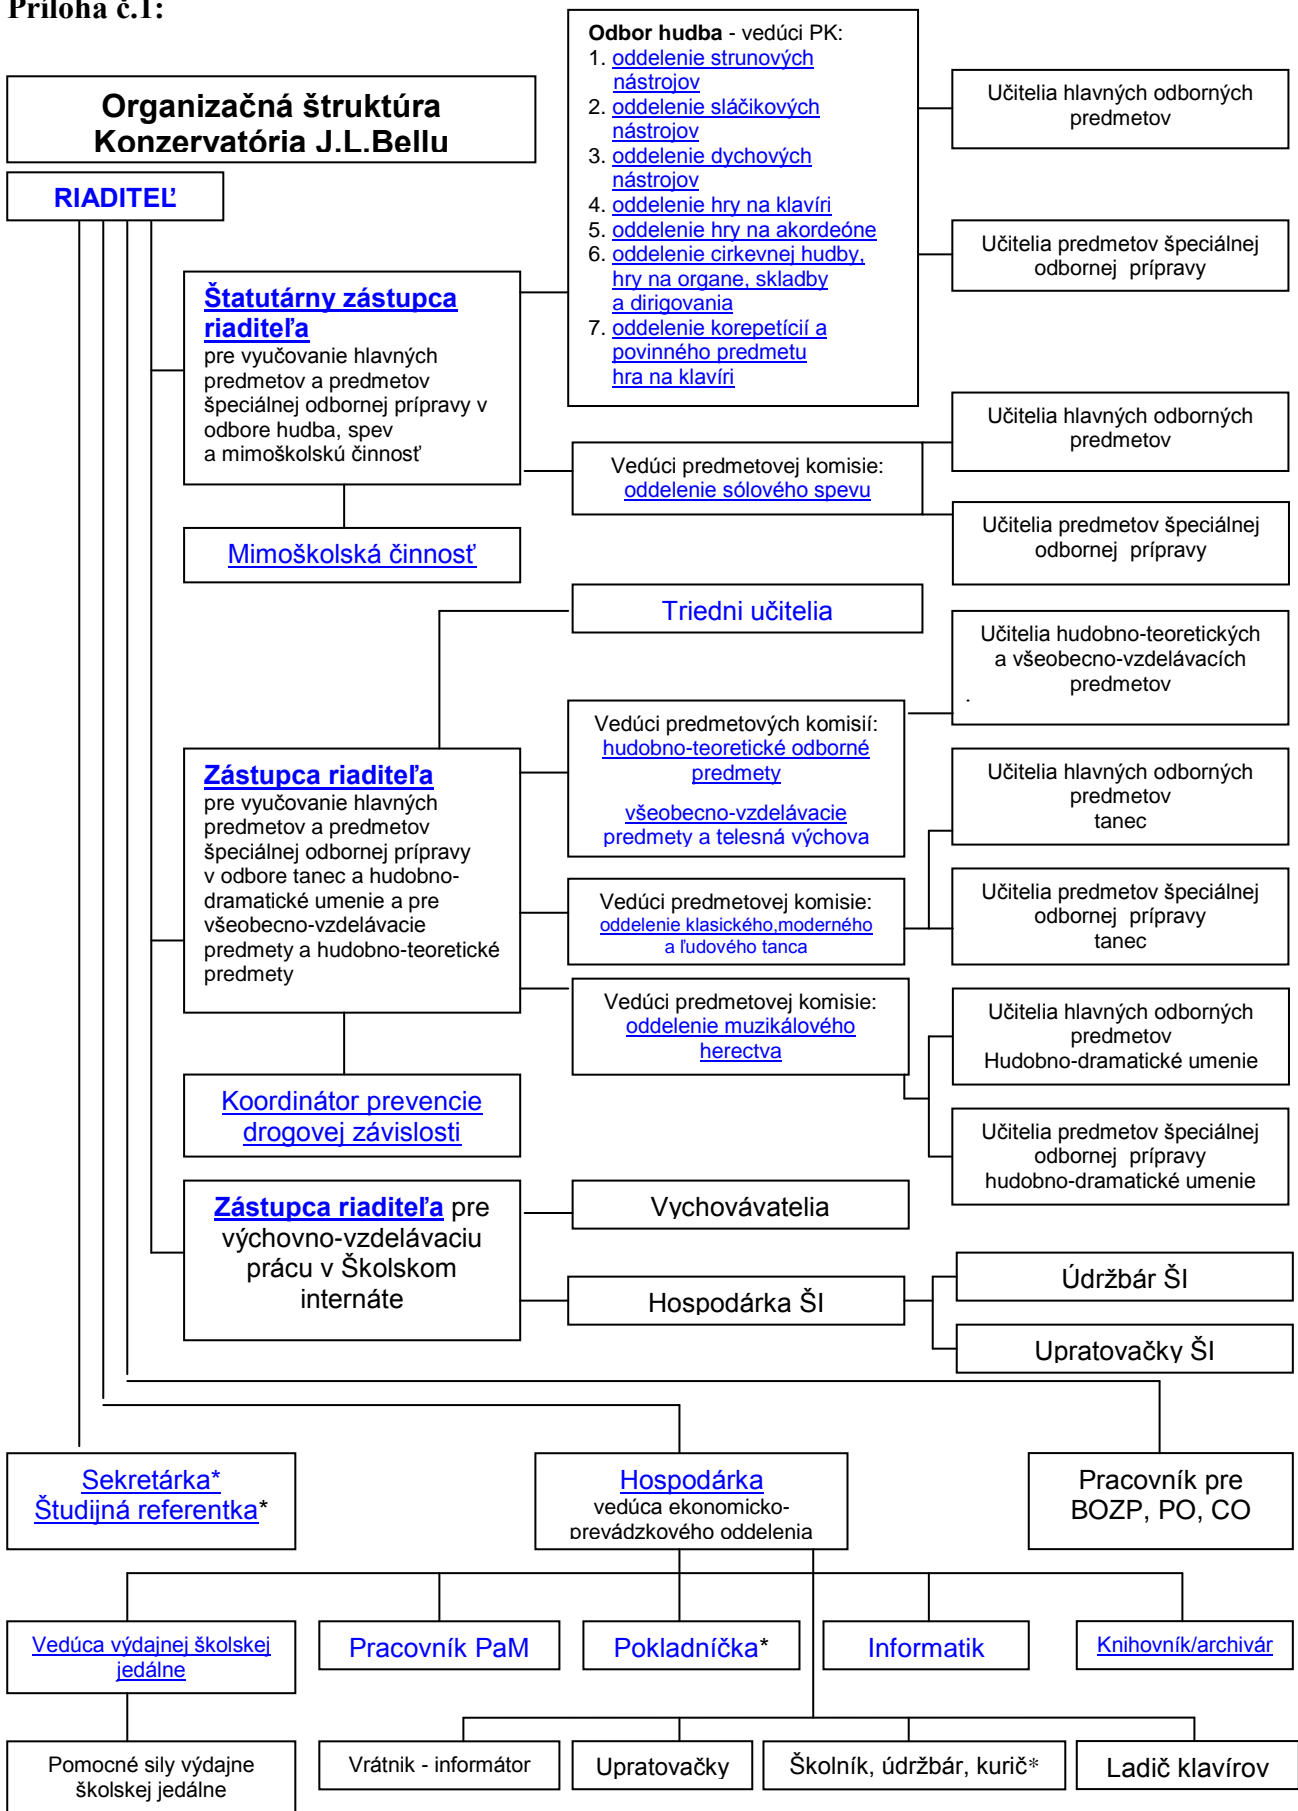 Príloha č.1:
Organizačná štruktúra
Konzervatória J.L.Bellu
RIADITEĽ
Odbor hudba - vedúci PK:
1. oddelenie strunových
nástrojov
2. oddelenie sláčikových
nástrojov
3. oddelenie dychových
nástrojov
4. oddelenie hry na klavíri
5. oddelenie hry na akordeóne
6. oddelenie cirkevnej hudby,
hry na organe, skladby
a dirigovania
7. oddelenie korepetícií a
povinného predmetu
hra na klavíri
Učitelia hlavných odborných
predmetov
Učitelia predmetov špeciálnej
odbornej prípravy
Štatutárny zástupca
riaditeľa
pre vyučovanie hlavných
predmetov a predmetov
špeciálnej odbornej prípravy v
odbore hudba, spev
a mimoškolskú činnosť
Vedúci predmetovej komisie:
oddelenie sólového spevu
Učitelia hlavných odborných
predmetov
Učitelia predmetov špeciálnej
odbornej prípravy
Mimoškolská činnosť
Triedni učitelia
Učitelia hudobno-teoretických
a všeobecno-vzdelávacích
predmetov
.
Vedúci predmetových komisií:
hudobno-teoretické odborné
predmety
všeobecno-vzdelávacie
predmety a telesná výchova
Zástupca riaditeľa
pre vyučovanie hlavných
predmetov a predmetov
špeciálnej odbornej prípravy
v odbore tanec a hudobno-
dramatické umenie a pre
všeobecno-vzdelávacie
predmety a hudobno-teoretické
predmety
Učitelia hlavných odborných
predmetov
tanec
Vedúci predmetovej komisie:
oddelenie klasického,moderného
a ľudového tanca
Učitelia predmetov špeciálnej
odbornej prípravy
tanec
Vedúci predmetovej komisie:
oddelenie muzikálového
herectva
Učitelia hlavných odborných
predmetov
Hudobno-dramatické umenie
Učitelia predmetov špeciálnej
odbornej prípravy
hudobno-dramatické umenie
Koordinátor prevencie
drogovej závislosti
Zástupca riaditeľa pre
výchovno-vzdelávaciu
prácu v Školskom
internáte
Vychovávatelia
Hospodárka ŠI
Údržbár ŠI
Upratovačky ŠI
Sekretárka*
Študijná referentka*
Hospodárka
vedúca ekonomicko-
prevádzkového oddelenia
Pracovník pre
BOZP, PO, CO
Vedúca výdajnej školskej
jedálne
Pracovník PaM
Pokladníčka*
Informatik
Knihovník/archivár
Pomocné sily výdajne
školskej jedálne
Vrátnik - informátor
Upratovačky
Školník, údržbár, kurič*
Ladič klavírov